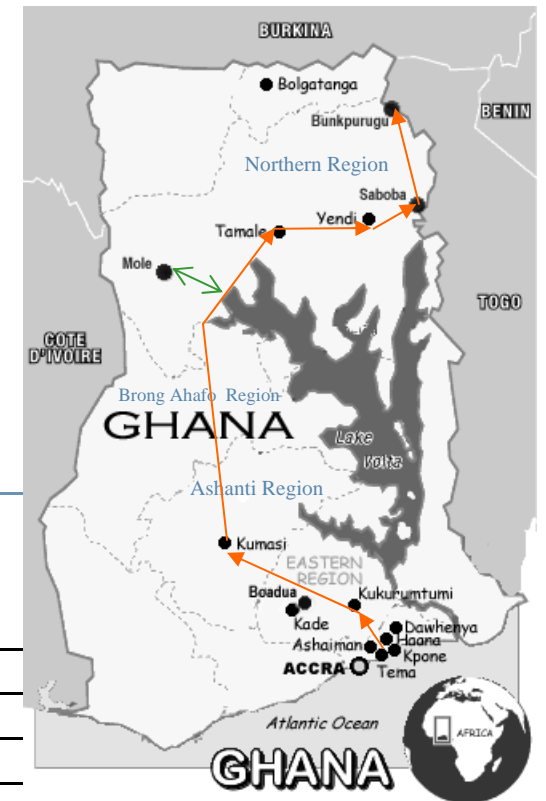 BURKINA
Bolgatanga
BENIN
Bunkpurugu
Northern Region
Saboba
Yendi
Tamale
Mole
TOGO
COTE
D'IVOIRE
Brong Ahafo Region
GHANA
Lake
Volta
Ashanti Region
Kumasi
EASTERN
REGION
Boadua
Kukurumtumi
Kade
Dawhenya
Haana
Ashaiman
Kpone
ACCRA
Tema
Atlantic Ocean
AFRICA
GHANA